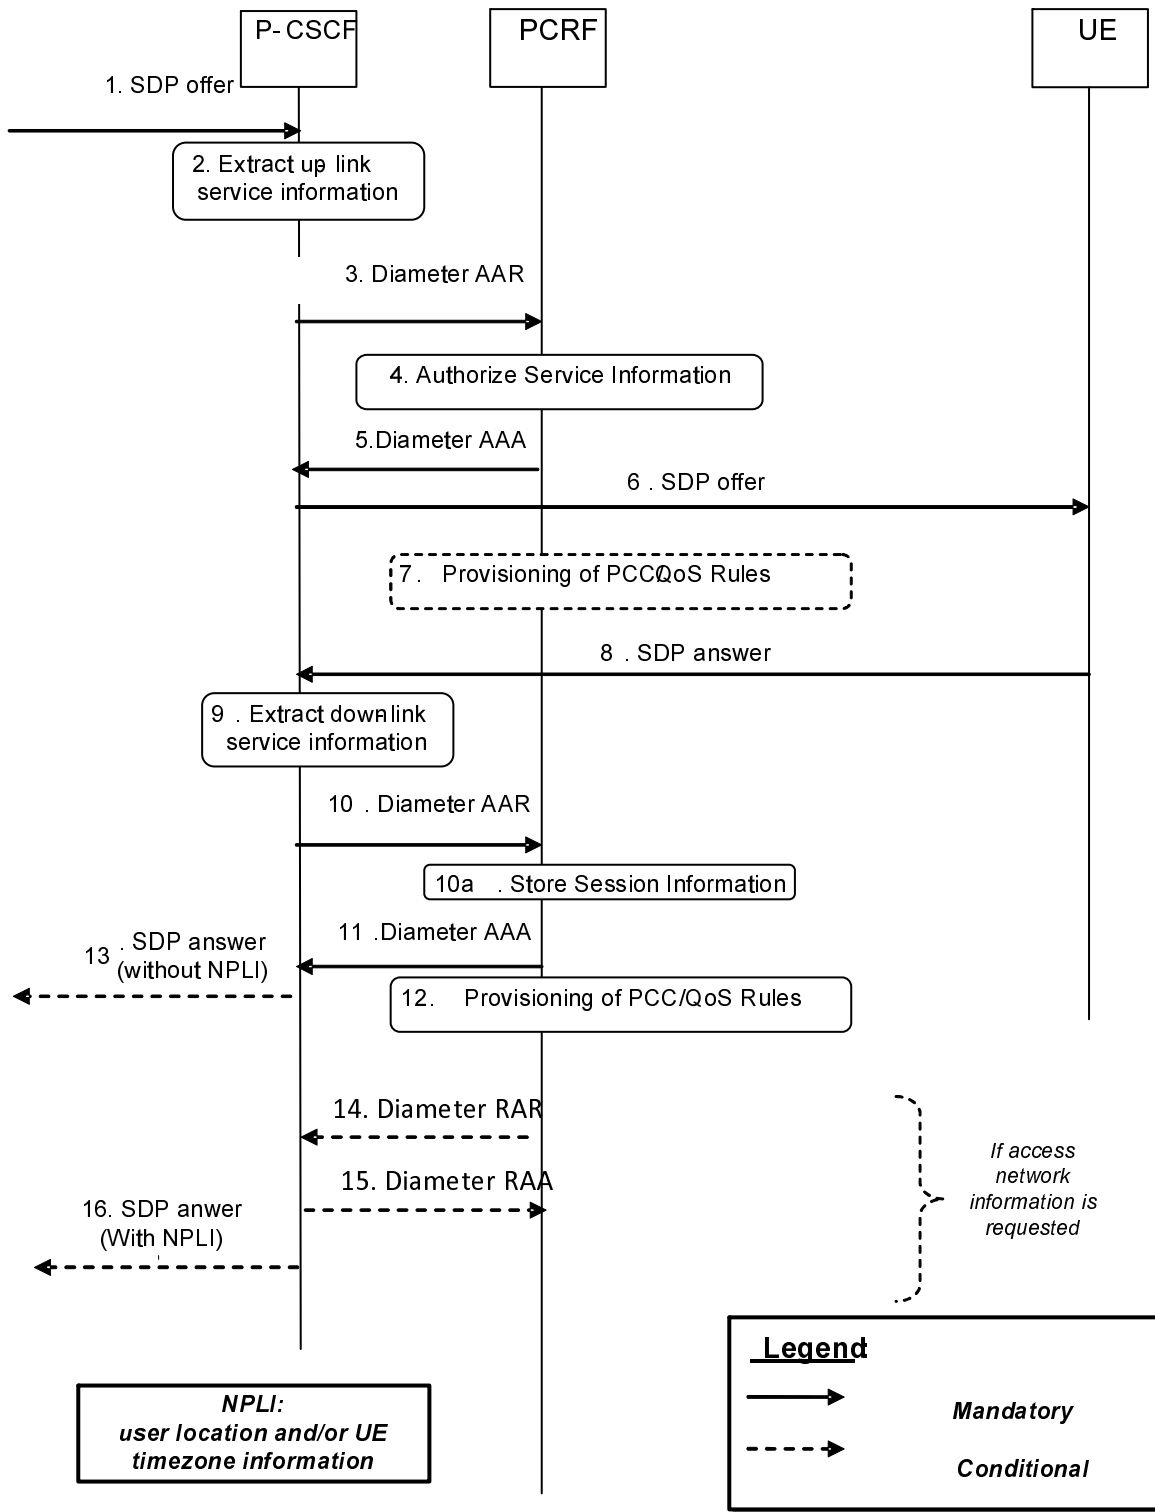 P-CSCF
PCRF
UE
1. SDP offer
2. Extract up link
service information
3. Diameter AAR
4. Authorize Service Information
5.Diameter AAA
6 . SDP offer
7. Provisioning of PCC/QoS Rules
8 . SDP answer
9 . Extract down-link
service information
10 . Diameter AAR
10a . Store Session Information
11 .Diameter AAA
13 . SDP answer
(without NPLI)
12. Provisioning of PCC/QoS Rules
14. Diameter RAR
15. Diameter RAA
16. SDP anwer
(With NPLI)
If access
network
information is
requested
Legend:
Mandatory
Conditional
NPLI:
user location and/or UE
timezone information